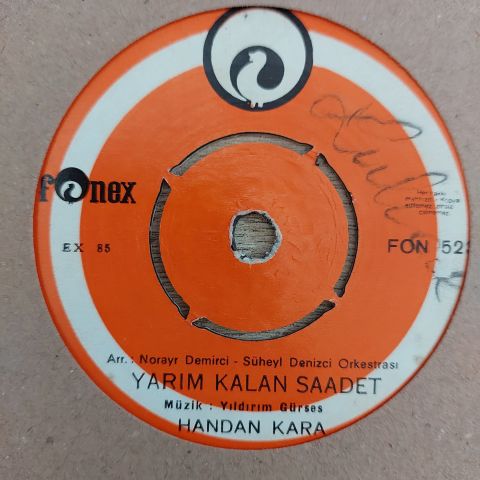 fonex
EX 85
FON 52
Arr.: Norayr Demirci - Süheyl Denizci Orkestrası
YARIM KALAN SAADET
Müzik : Yıldırım Gürses
HANDAN KARA